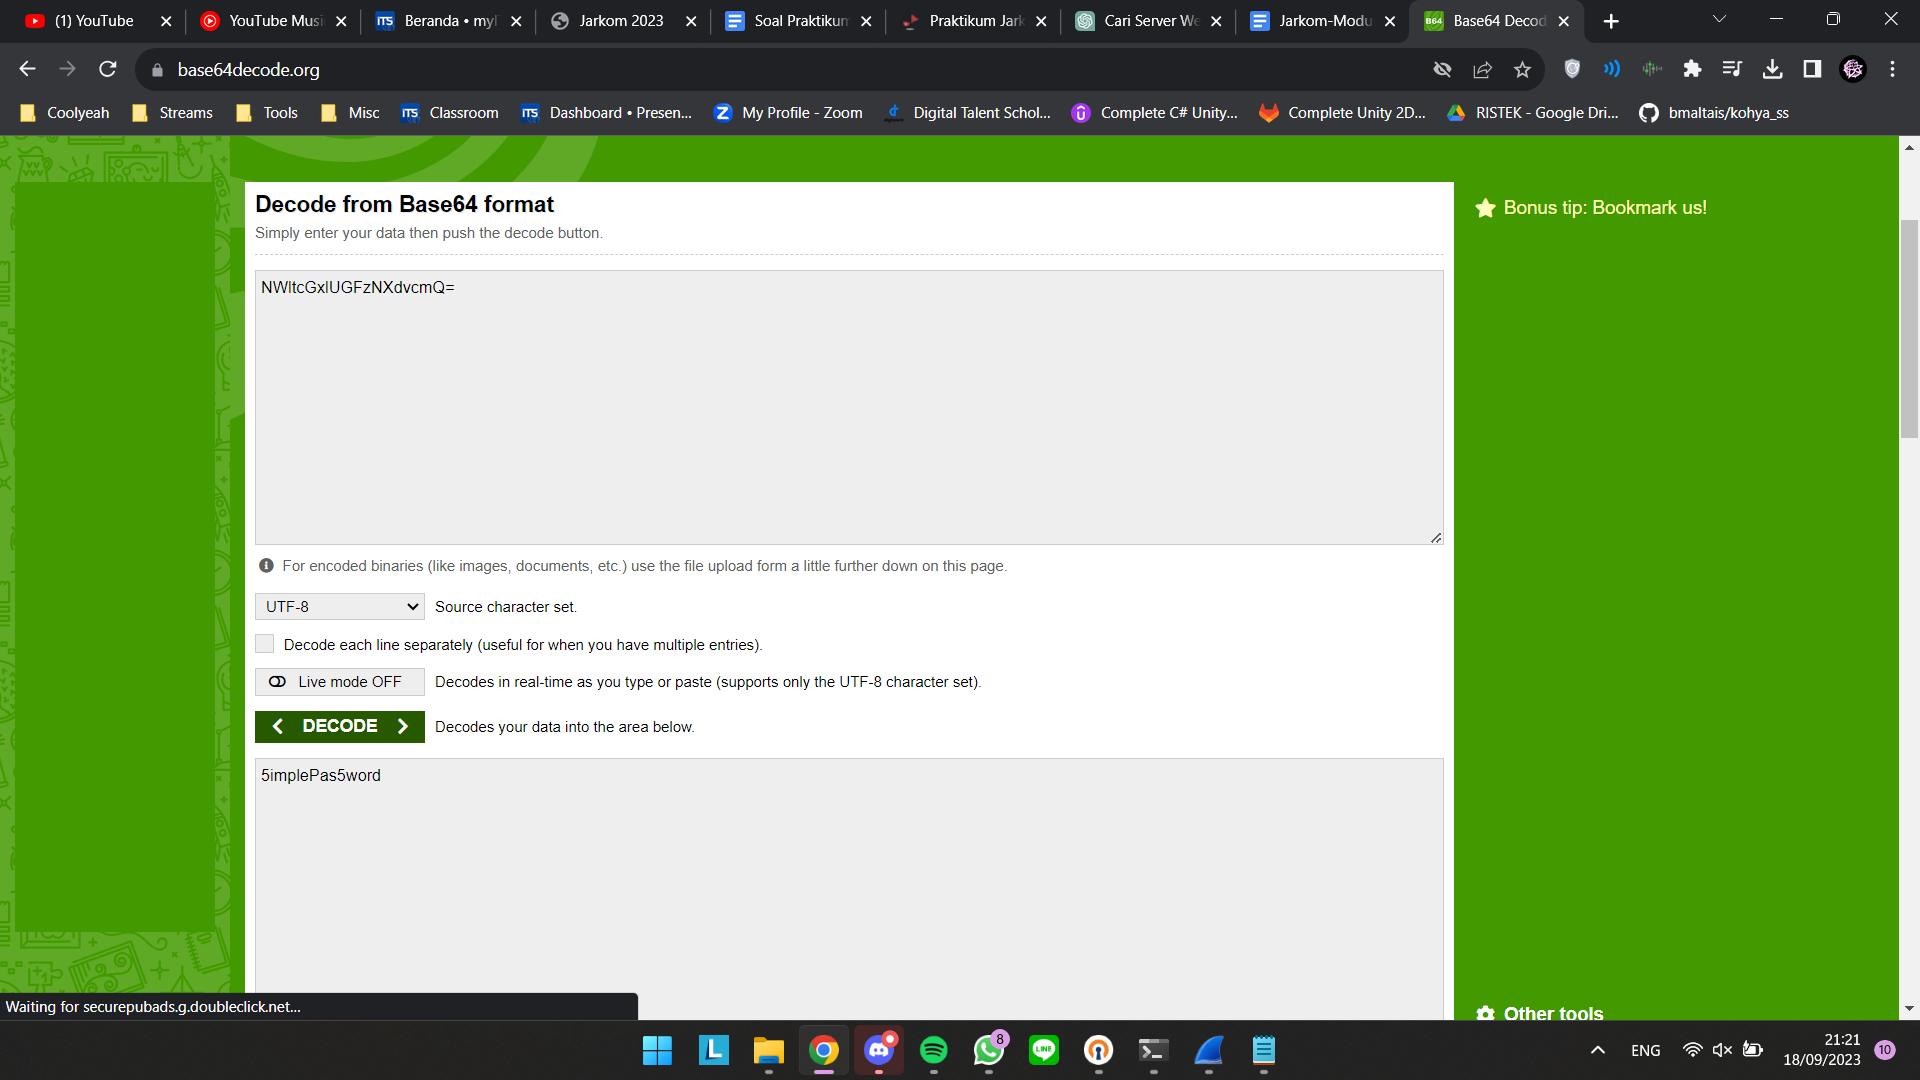 (1) YouTube
YouTube Musi
ITS Beranda • myI
Jarkom 2023
Soal Praktikum
Praktikum Jark
Cari Server We
Jarkom-Modu
B64 Base64 Decod
base64decode.org
Coolyeah
Streams
Tools
Misc
ITS Classroom
ITS Dashboard • Presen...
Z My Profile - Zoom
Digital Talent Schol...
Complete C# Unity...
Complete Unity 2D...
RISTEK - Google Dri...
bmaltais/kohya_ss
Decode from Base64 format
Simply enter your data then push the decode button.
NWltcGxlUGFzNXdvcmQ=
For encoded binaries (like images, documents, etc.) use the file upload form a little further down on this page.
UTF-8 Source character set.
Decode each line separately (useful for when you have multiple entries).
Live mode OFF Decodes in real-time as you type or paste (supports only the UTF-8 character set).
DECODE Decodes your data into the area below.
5implePas5word
Bonus tip: Bookmark us!
Other tools
Waiting for securepubads.g.doubleclick.net...
L
8
LINE
ENG
21:21
18/09/2023
10